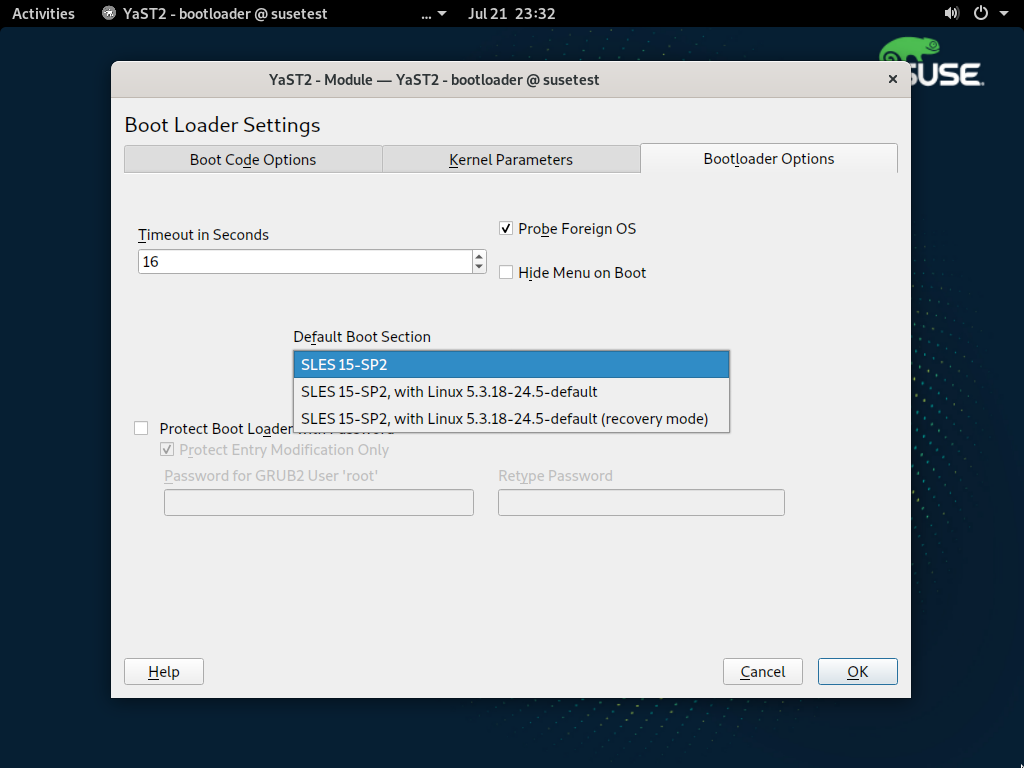 Activities YaST2 - bootloader @ susetest ... Jul 21 23:32
SUSE
YaST2 - Module — YaST2 - bootloader @ susetest
Boot Loader Settings
Boot Code Options Kernel Parameters Bootloader Options
Timeout in Seconds
Probe Foreign OS
16
Hide Menu on Boot
Default Boot Section
SLES 15-SP2
SLES 15-SP2, with Linux 5.3.18-24.5-default
SLES 15-SP2, with Linux 5.3.18-24.5-default (recovery mode)
Protect Boot Loader with Password
Protect Entry Modification Only
Password for GRUB2 User 'root' Retype Password
Help Cancel OK